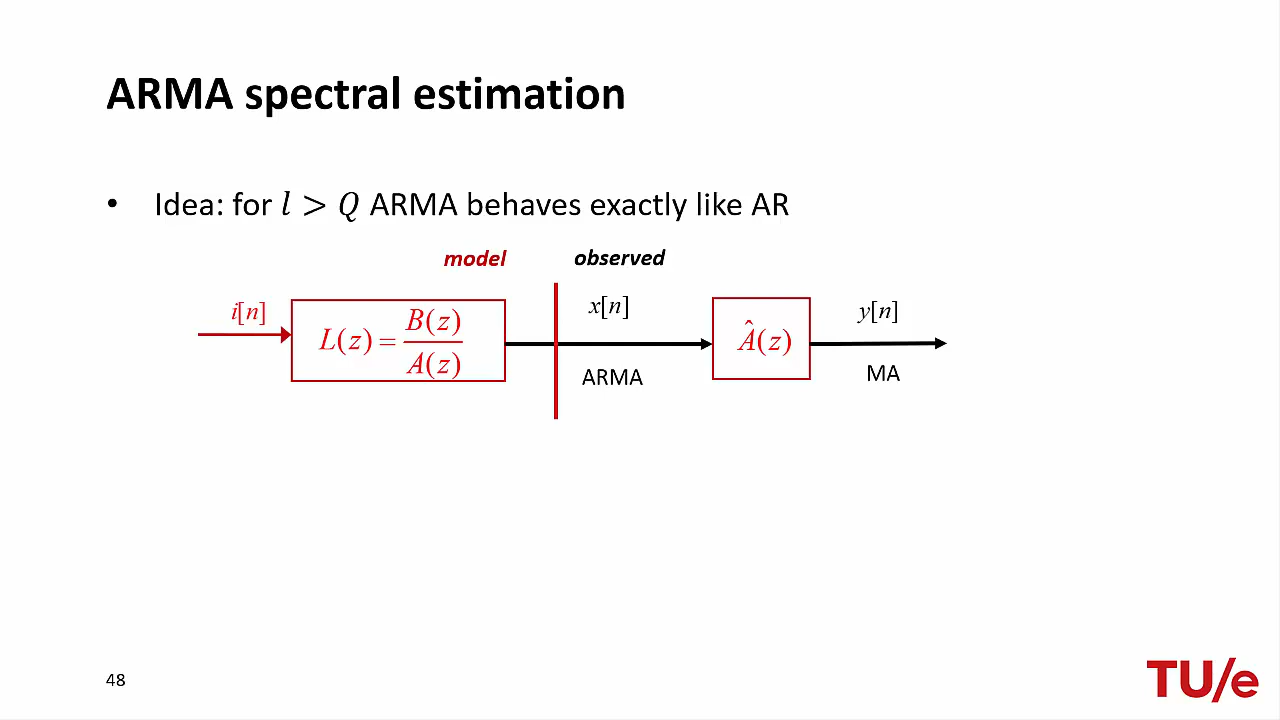 ARMA spectral estimation
• Idea: for l > Q ARMA behaves exactly like AR
model observed
i[n] L(z) = B(z)/A(z) x[n] Â(z) y[n]
ARMA MA
48
TU/e